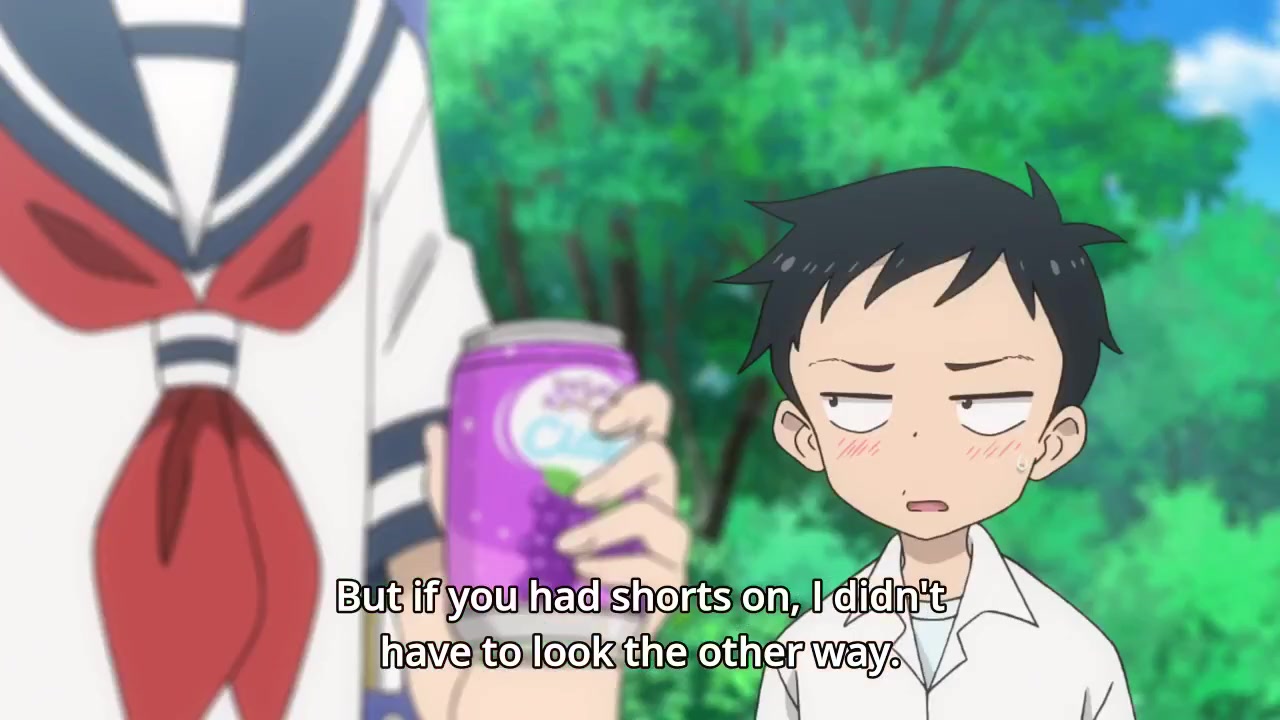 But if you had shorts on, I didn't
have to look the other way.